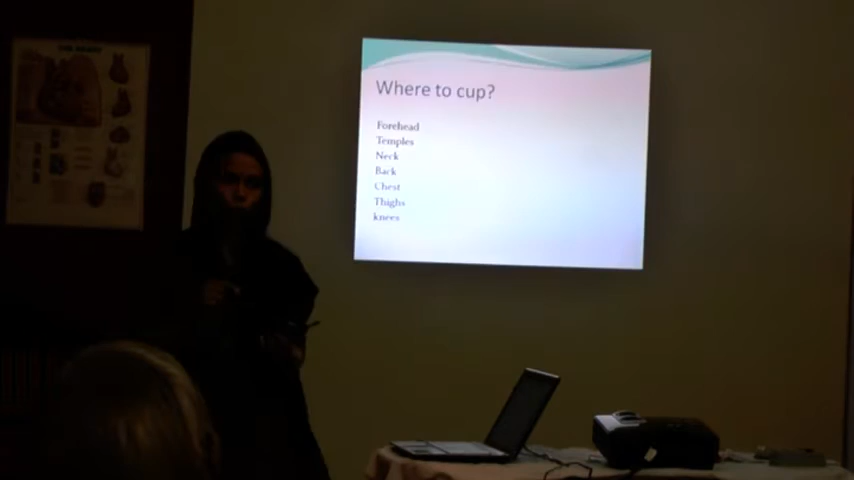 Where to cup?
Forehead
Temples
Neck
Back
Chest
Thighs
knees